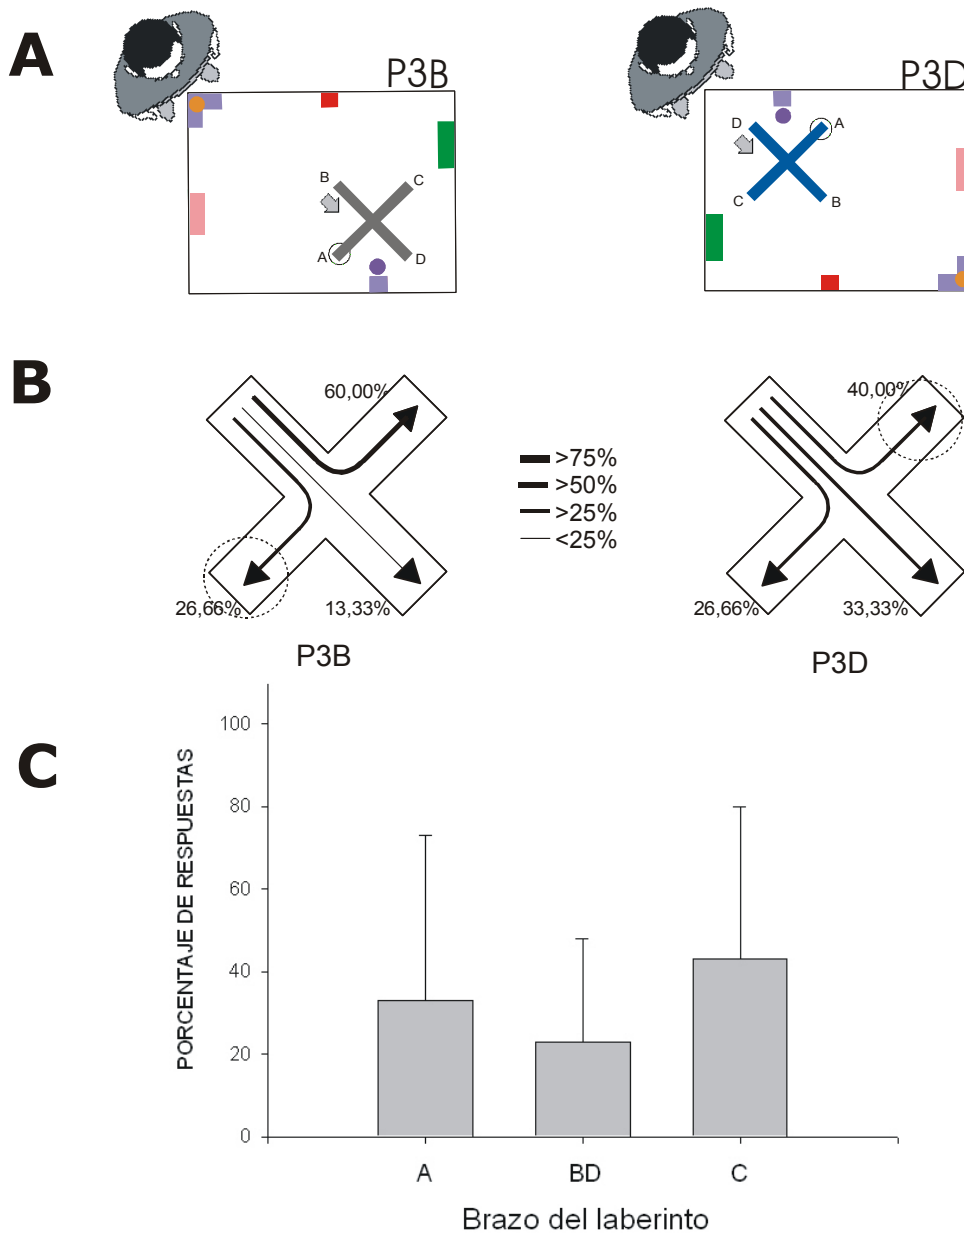 A
P3B
P3D
B
C
A
D
D
A
C
B
B
60,00%
26,66%
13,33%
P3B
>75%
>50%
>25%
<25%
40,00%
26,66%
33,33%
P3D
C
PORCENTAJE DE RESPUESTAS
100
80
60
40
20
0
A
BD
C
Brazo del laberinto